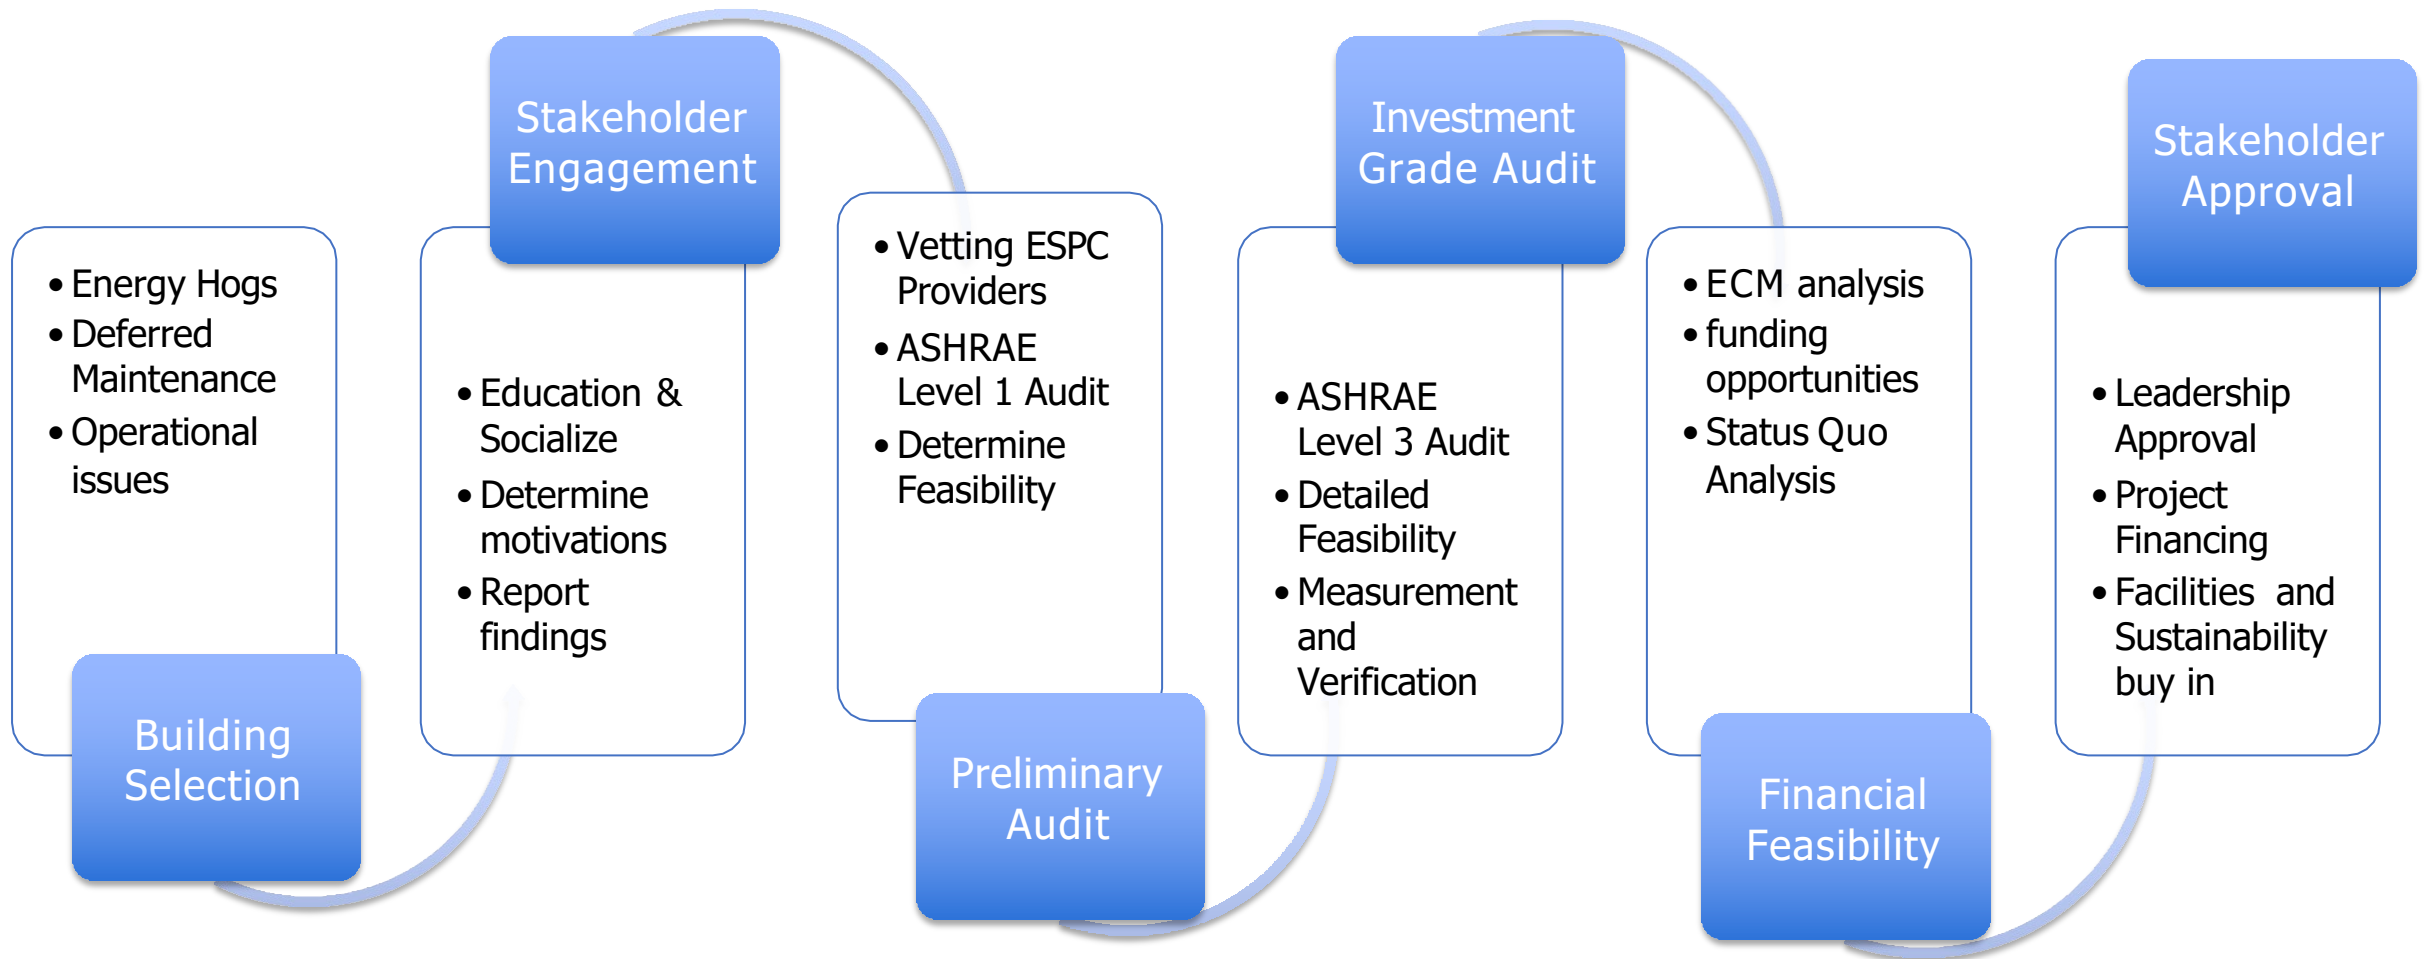 • Energy Hogs
• Deferred
Maintenance
• Operational
issues
Building
Selection
Stakeholder
Engagement
• Education &
Socialize
• Determine
motivations
• Report
findings
• Vetting ESPC
Providers
• ASHRAE
Level 1 Audit
• Determine
Feasibility
Preliminary
Audit
Investment
Grade Audit
• ASHRAE
Level 3 Audit
• Detailed
Feasibility
• Measurement
and
Verification
• ECM analysis
• funding
opportunities
• Status Quo
Analysis
Financial
Feasibility
Stakeholder
Approval
• Leadership
Approval
• Project
Financing
• Facilities and
Sustainability
buy in